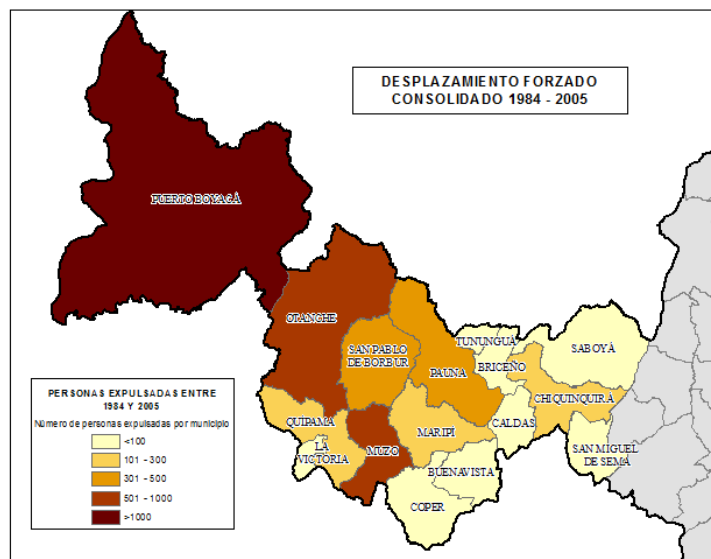 DESPLAZAMIENTO FORZADO
CONSOLIDADO 1984 - 2005
PUERTO BOYACÁ
OTANCHE
SAN PABLO
DE BORBUR
PAUNA
TUNUNGUÁ
BRICEÑO
SABOYÁ
CHIQUINQUIRÁ
CALDAS
SAN MIGUEL
DE SEMA
QUIPAMA
LA
VICTORIA
MUZO
MARIPÍ
BUENAVISTA
COPER
PERSONAS EXPULSADAS ENTRE
1984 Y 2005
Número de personas expulsadas por municipio
<100
101 - 300
301 - 500
501 - 1000
>1000